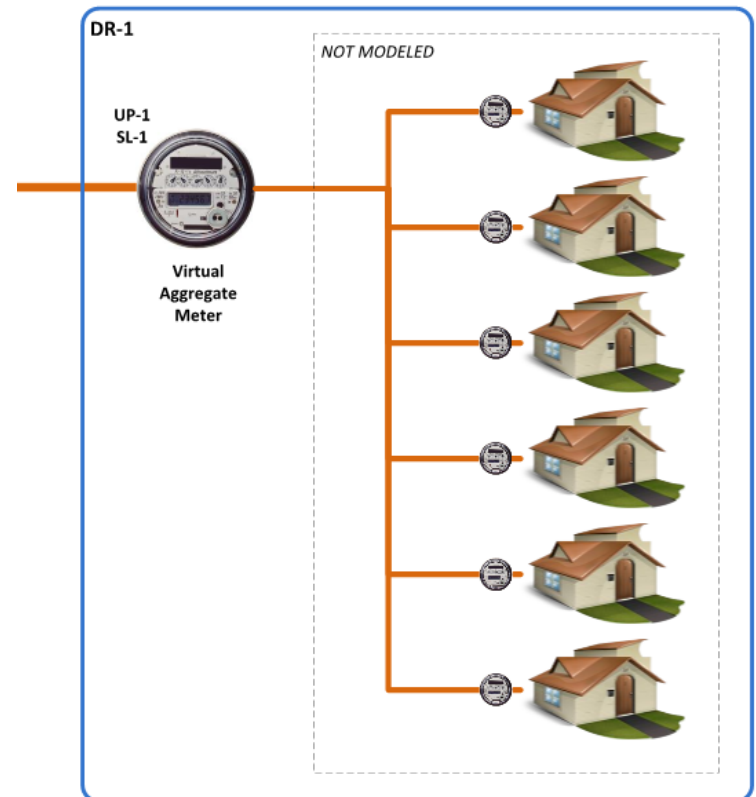 DR-1
NOT MODELED
UP-1
SL-1
Virtual
Aggregate
Meter